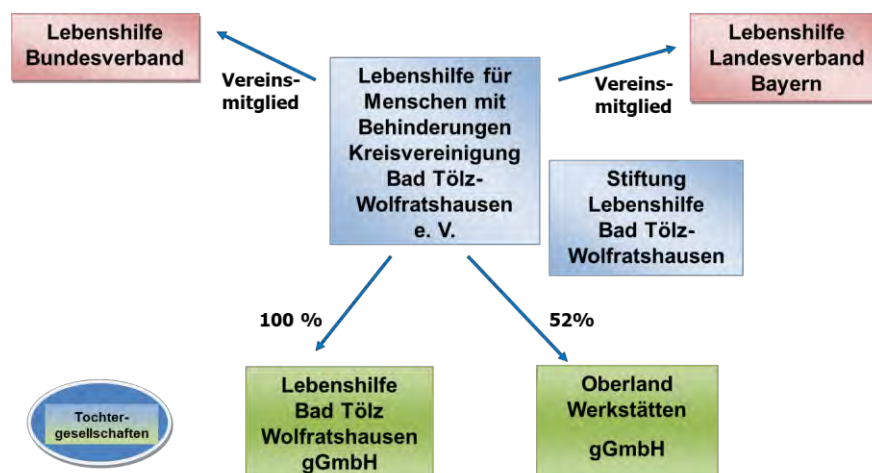 Lebenshilfe
Bundesverband
Vereins-
mitglied
Lebenshilfe für
Menschen mit
Behinderungen
Kreisvereinigung
Bad Tölz-
Wolfratshausen
e. V.
Vereins-
mitglied
Lebenshilfe
Landesverband
Bayern
Stiftung
Lebenshilfe
Bad Tölz-
Wolfratshausen
100 %
52%
Lebenshilfe
Bad Tölz
Wolfratshausen
gGmbH
Oberland
Werkstätten
gGmbH
Tochter-
gesellschaften